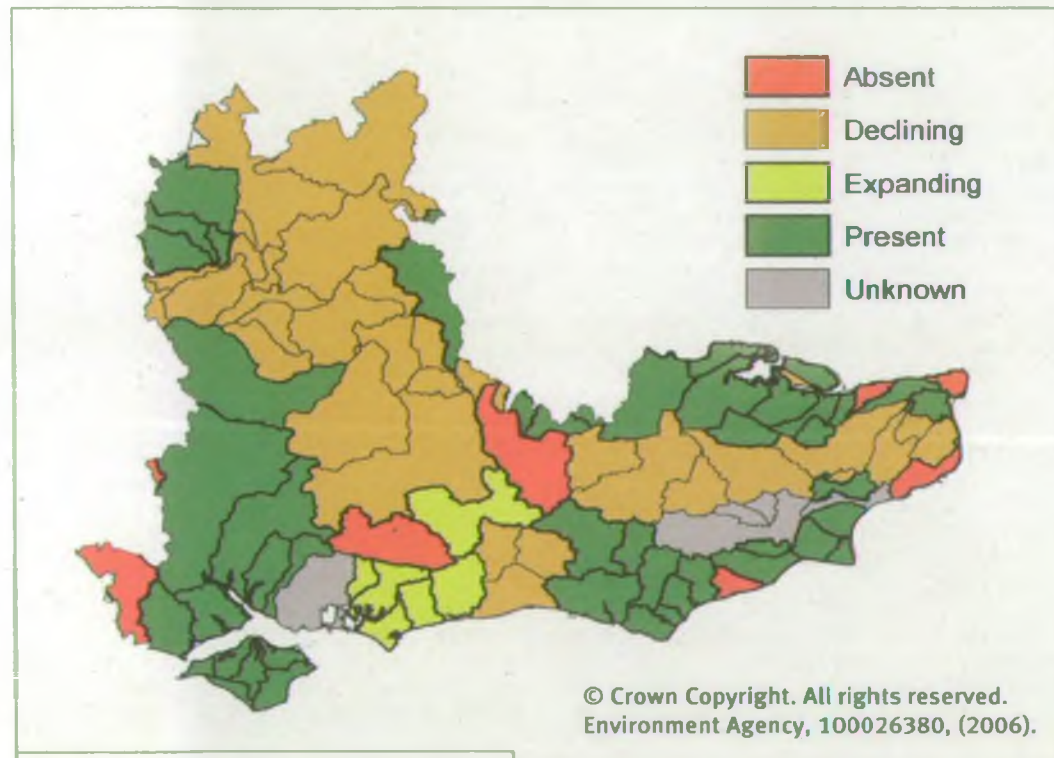 Absent
Declining
Expanding
Present
Unknown
© Crown Copyright. All rights reserved.
Environment Agency, 100026380, (2006).